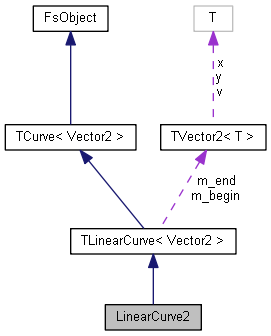 FsObject
T
x
y
v
TCurve< Vector2 >
TVector2< T >
m_end
m_begin
TLinearCurve< Vector2 >
LinearCurve2